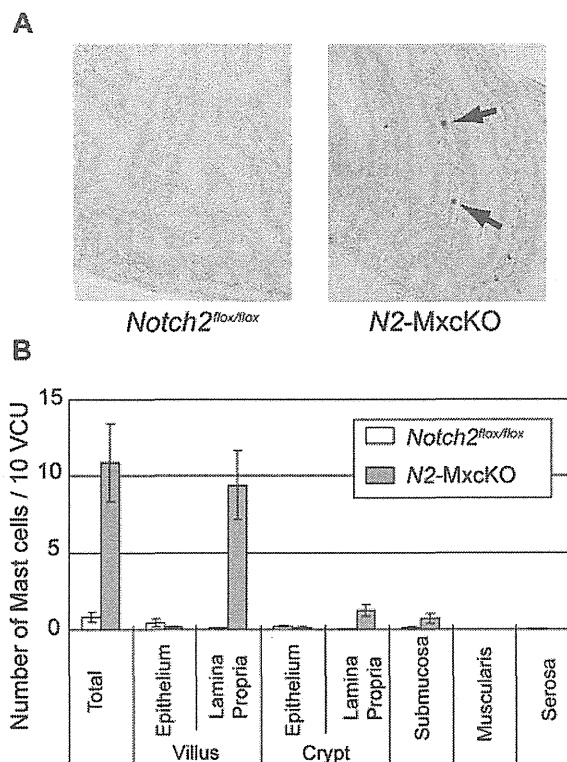 A
Notch2flox/flox
N2-MxcKO
B
Number of Mast cells / 10 VCU
15
10
5
0
Notch2flox/flox
N2-MxcKO
Total
Epithelium
Lamina Propria
Epithelium
Lamina Propria
Submucosa
Muscularis
Serosa
Villus
Crypt